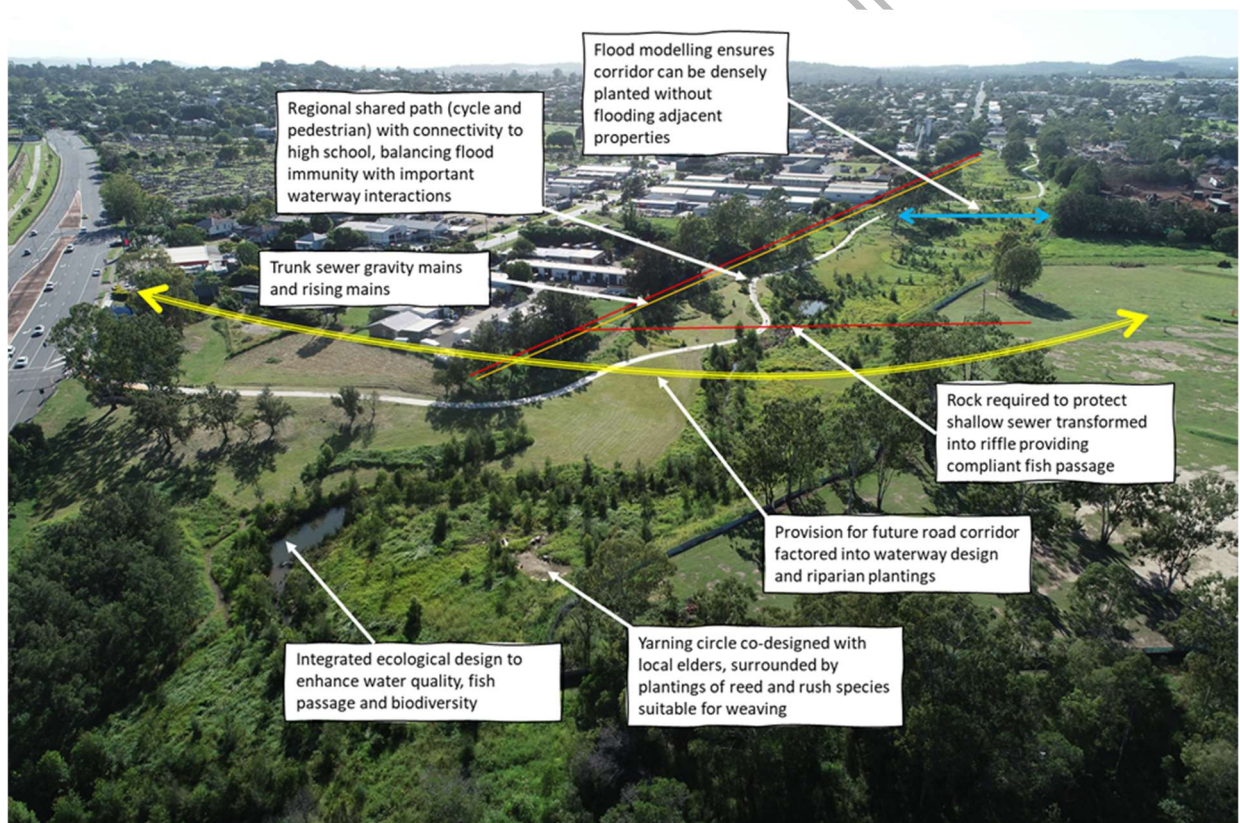 Flood modelling ensures
corridor can be densely
planted without
flooding adjacent
properties
Regional shared path (cycle and
pedestrian) with connectivity to
high school, balancing flood
immunity with important
waterway interactions
Trunk sewer gravity mains
and rising mains
Rock required to protect
shallow sewer transformed
into riffle providing
compliant fish passage
Provision for future road corridor
factored into waterway design
and riparian plantings
Integrated ecological design to
enhance water quality, fish
passage and biodiversity
Yarning circle co-designed with
local elders, surrounded by
plantings of reed and rush species
suitable for weaving